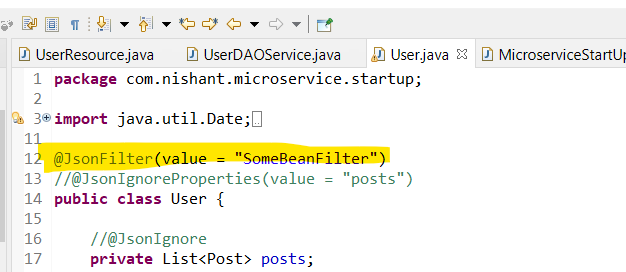 UserResource.java UserDAOService.java User.java MicroserviceStartUp
1 package com.nishant.microservice.startup;
2
3 import java.util.Date;
11
12 @JsonFilter(value = "SomeBeanFilter")
13 //@JsonIgnoreProperties(value = "posts")
14 public class User {
15
16 //@JsonIgnore
17 private List<Post> posts;